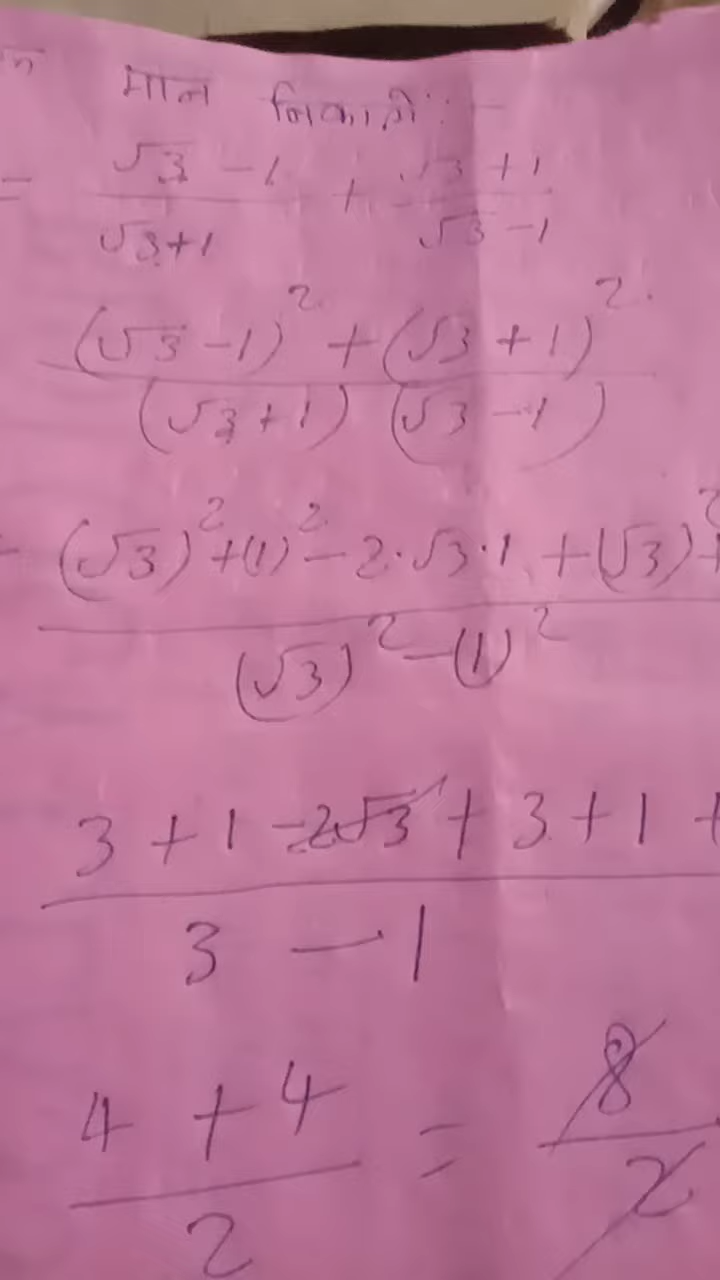 मान निकालो :-
= (√3 - 1)/(√3 + 1) + (√3 + 1)/(√3 - 1)
((√3 - 1)² + (√3 + 1)²)/((√3 + 1) (√3 - 1))
((√3)² + (1)² - 2·√3·1 + (√3)² +)/((√3)² - (1)²)
(3 + 1 - 2√3 + 3 + 1 +)/(3 - 1)
(4 + 4)/2 = 8/2